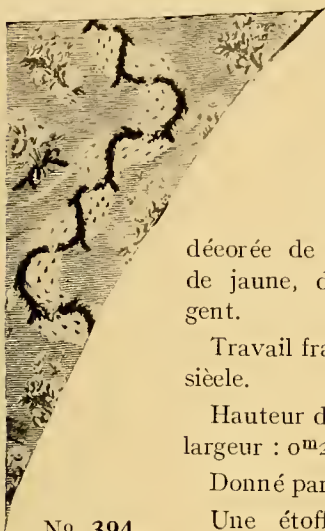 décorée de
de jaune, d
gent.
Travail fra
siècle.
Hauteur d
largeur : 0ᵐ2
Donné par
Une étoff
Nº 394